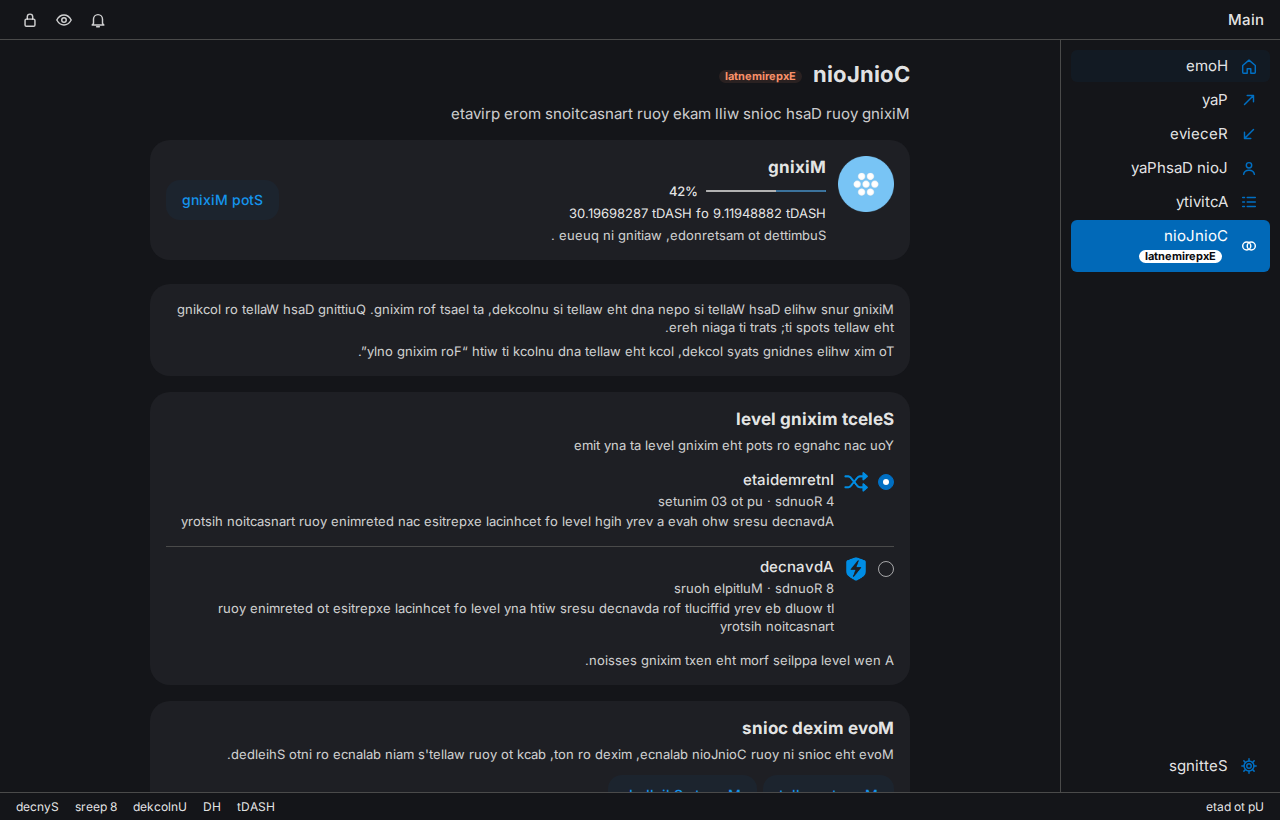 Main
emoH
yaP
evieceR
yaPhsaD nioJ
ytivitcA
nioJnioC
latnemirepxE
sgnitteS
latnemirepxE nioJnioC
etavirp erom snoitcasnart ruoy ekam lliw snioc hsaD ruoy gnixiM
gnixiM
42%
30.19698287 tDASH fo 9.11948882 tDASH
. eueuq ni gnitiaw ,edonretsam ot dettimbuS
gnixiM potS
gnikcol ro tellaW hsaD gnittiuQ .gnixim rof tsael ta ,dekcolnu si tellaw eht dna nepo si tellaW hsaD elihw snur gnixiM
.ereh niaga ti trats ;ti spots tellaw eht
."ylno gnixim roF" htiw ti kcolnu dna tellaw eht kcol ,dekcol syats gnidneps elihw xim oT
level gnixim tceleS
emit yna ta level gnixim eht pots ro egnahc nac uoY
etaidemretnI
setunim 03 ot pu · sdnuoR 4
yrotsih noitcasnart ruoy enimreted nac esitrepxe lacinhcet fo level hgih yrev a evah ohw sresu decnavdA
decnavdA
sruoh elpitluM · sdnuoR 8
ruoy enimreted ot esitrepxe lacinhcet fo level yna htiw sresu decnavda rof tluciffid yrev eb dluow tI
yrotsih noitcasnart
.noisses gnixim txen eht morf seilppa level wen A
snioc dexim evoM
.dedleihS otni ro ecnalab niam s'tellaw ruoy ot kcab ,ton ro dexim ,ecnalab nioJnioC ruoy ni snioc eht evoM
decnyS sreep 8 dekcolnU DH tDASH
etad ot pU